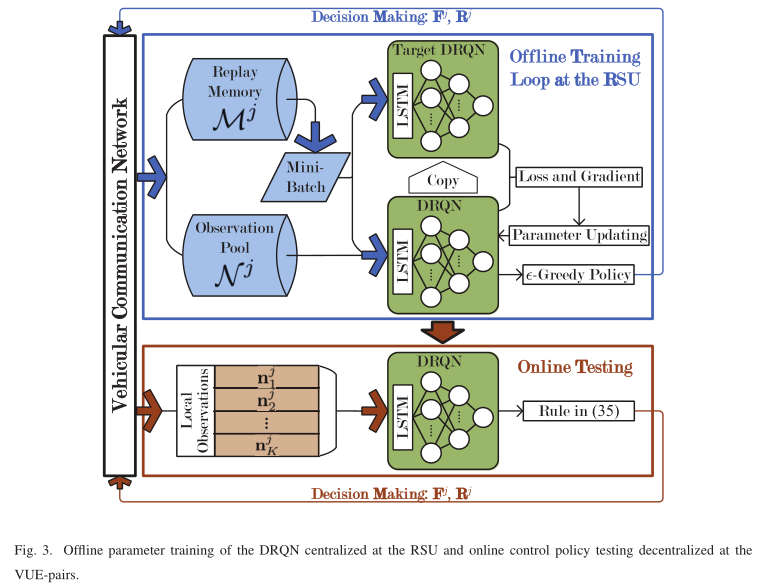 Decision Making: F^j, R^j
Vehicular Communication Network
Replay
Memory
M^j
Mini-
Batch
Observation
Pool
N^j
Target DRQN
LSTM
Copy
DRQN
LSTM
Offline Training
Loop at the RSU
Loss and Gradient
Parameter Updating
ϵ-Greedy Policy
Local
Observations
n_1^j
n_2^j
⋮
n_K^j
DRQN
LSTM
Online Testing
Rule in (35)
Decision Making: F^j, R^j
Fig. 3. Offline parameter training of the DRQN centralized at the RSU and online control policy testing decentralized at the
VUE-pairs.